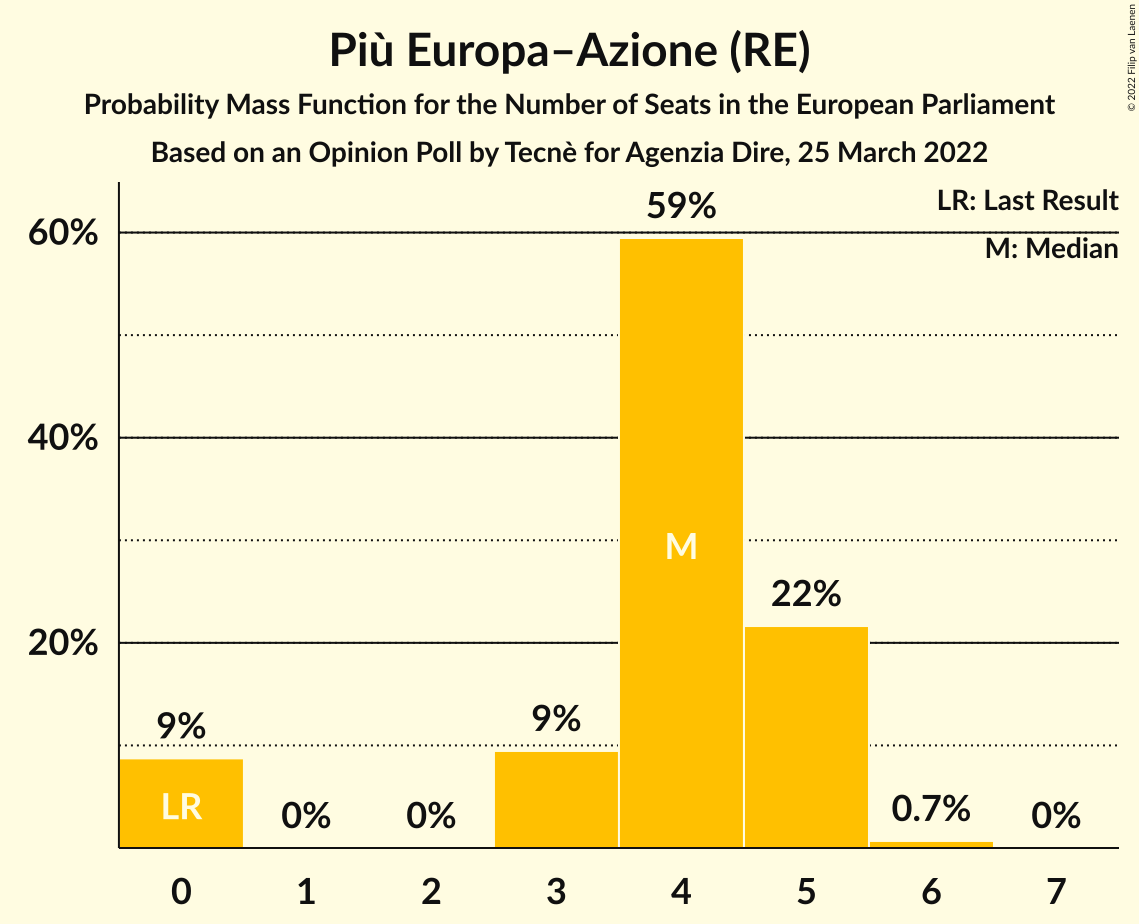 Più Europa–Azione (RE)
Probability Mass Function for the Number of Seats in the European Parliament
Based on an Opinion Poll by Tecnè for Agenzia Dire, 25 March 2022
© 2022 Filip van Laenen
LR: Last Result
M: Median
60%
40%
20%
9%
0%
0%
9%
59%
22%
0.7%
0%
LR
M
0 1 2 3 4 5 6 7